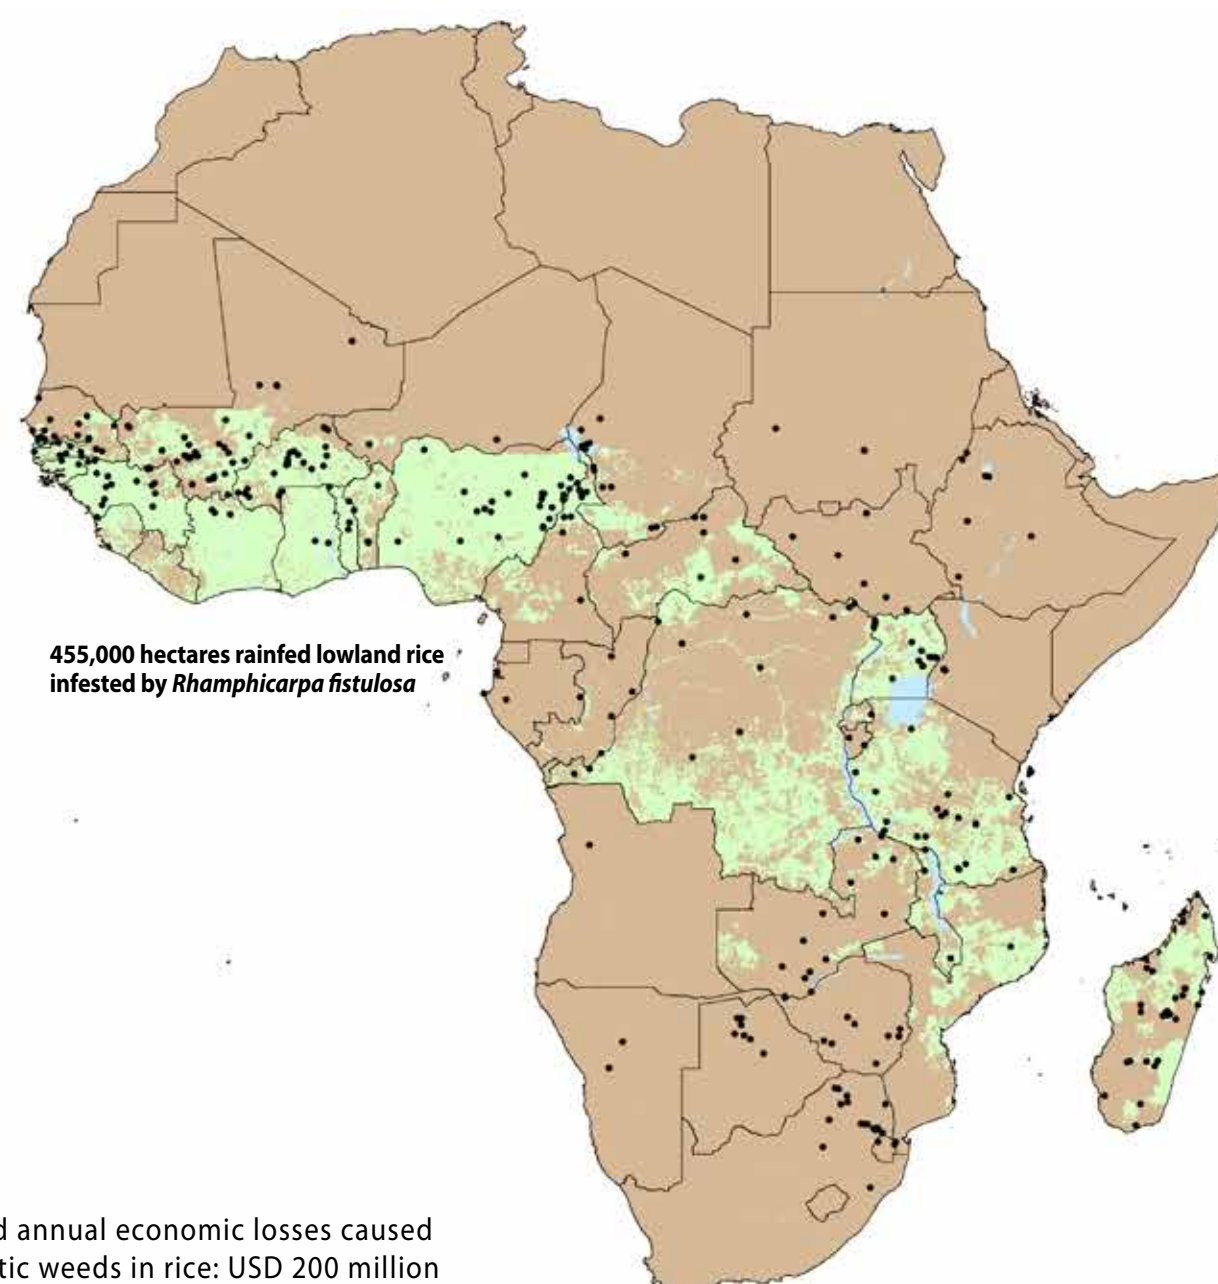 455,000 hectares rainfed lowland rice
infested by Rhamphicarpa fistulosa
annual economic losses caused
weeds in rice: USD 200 million